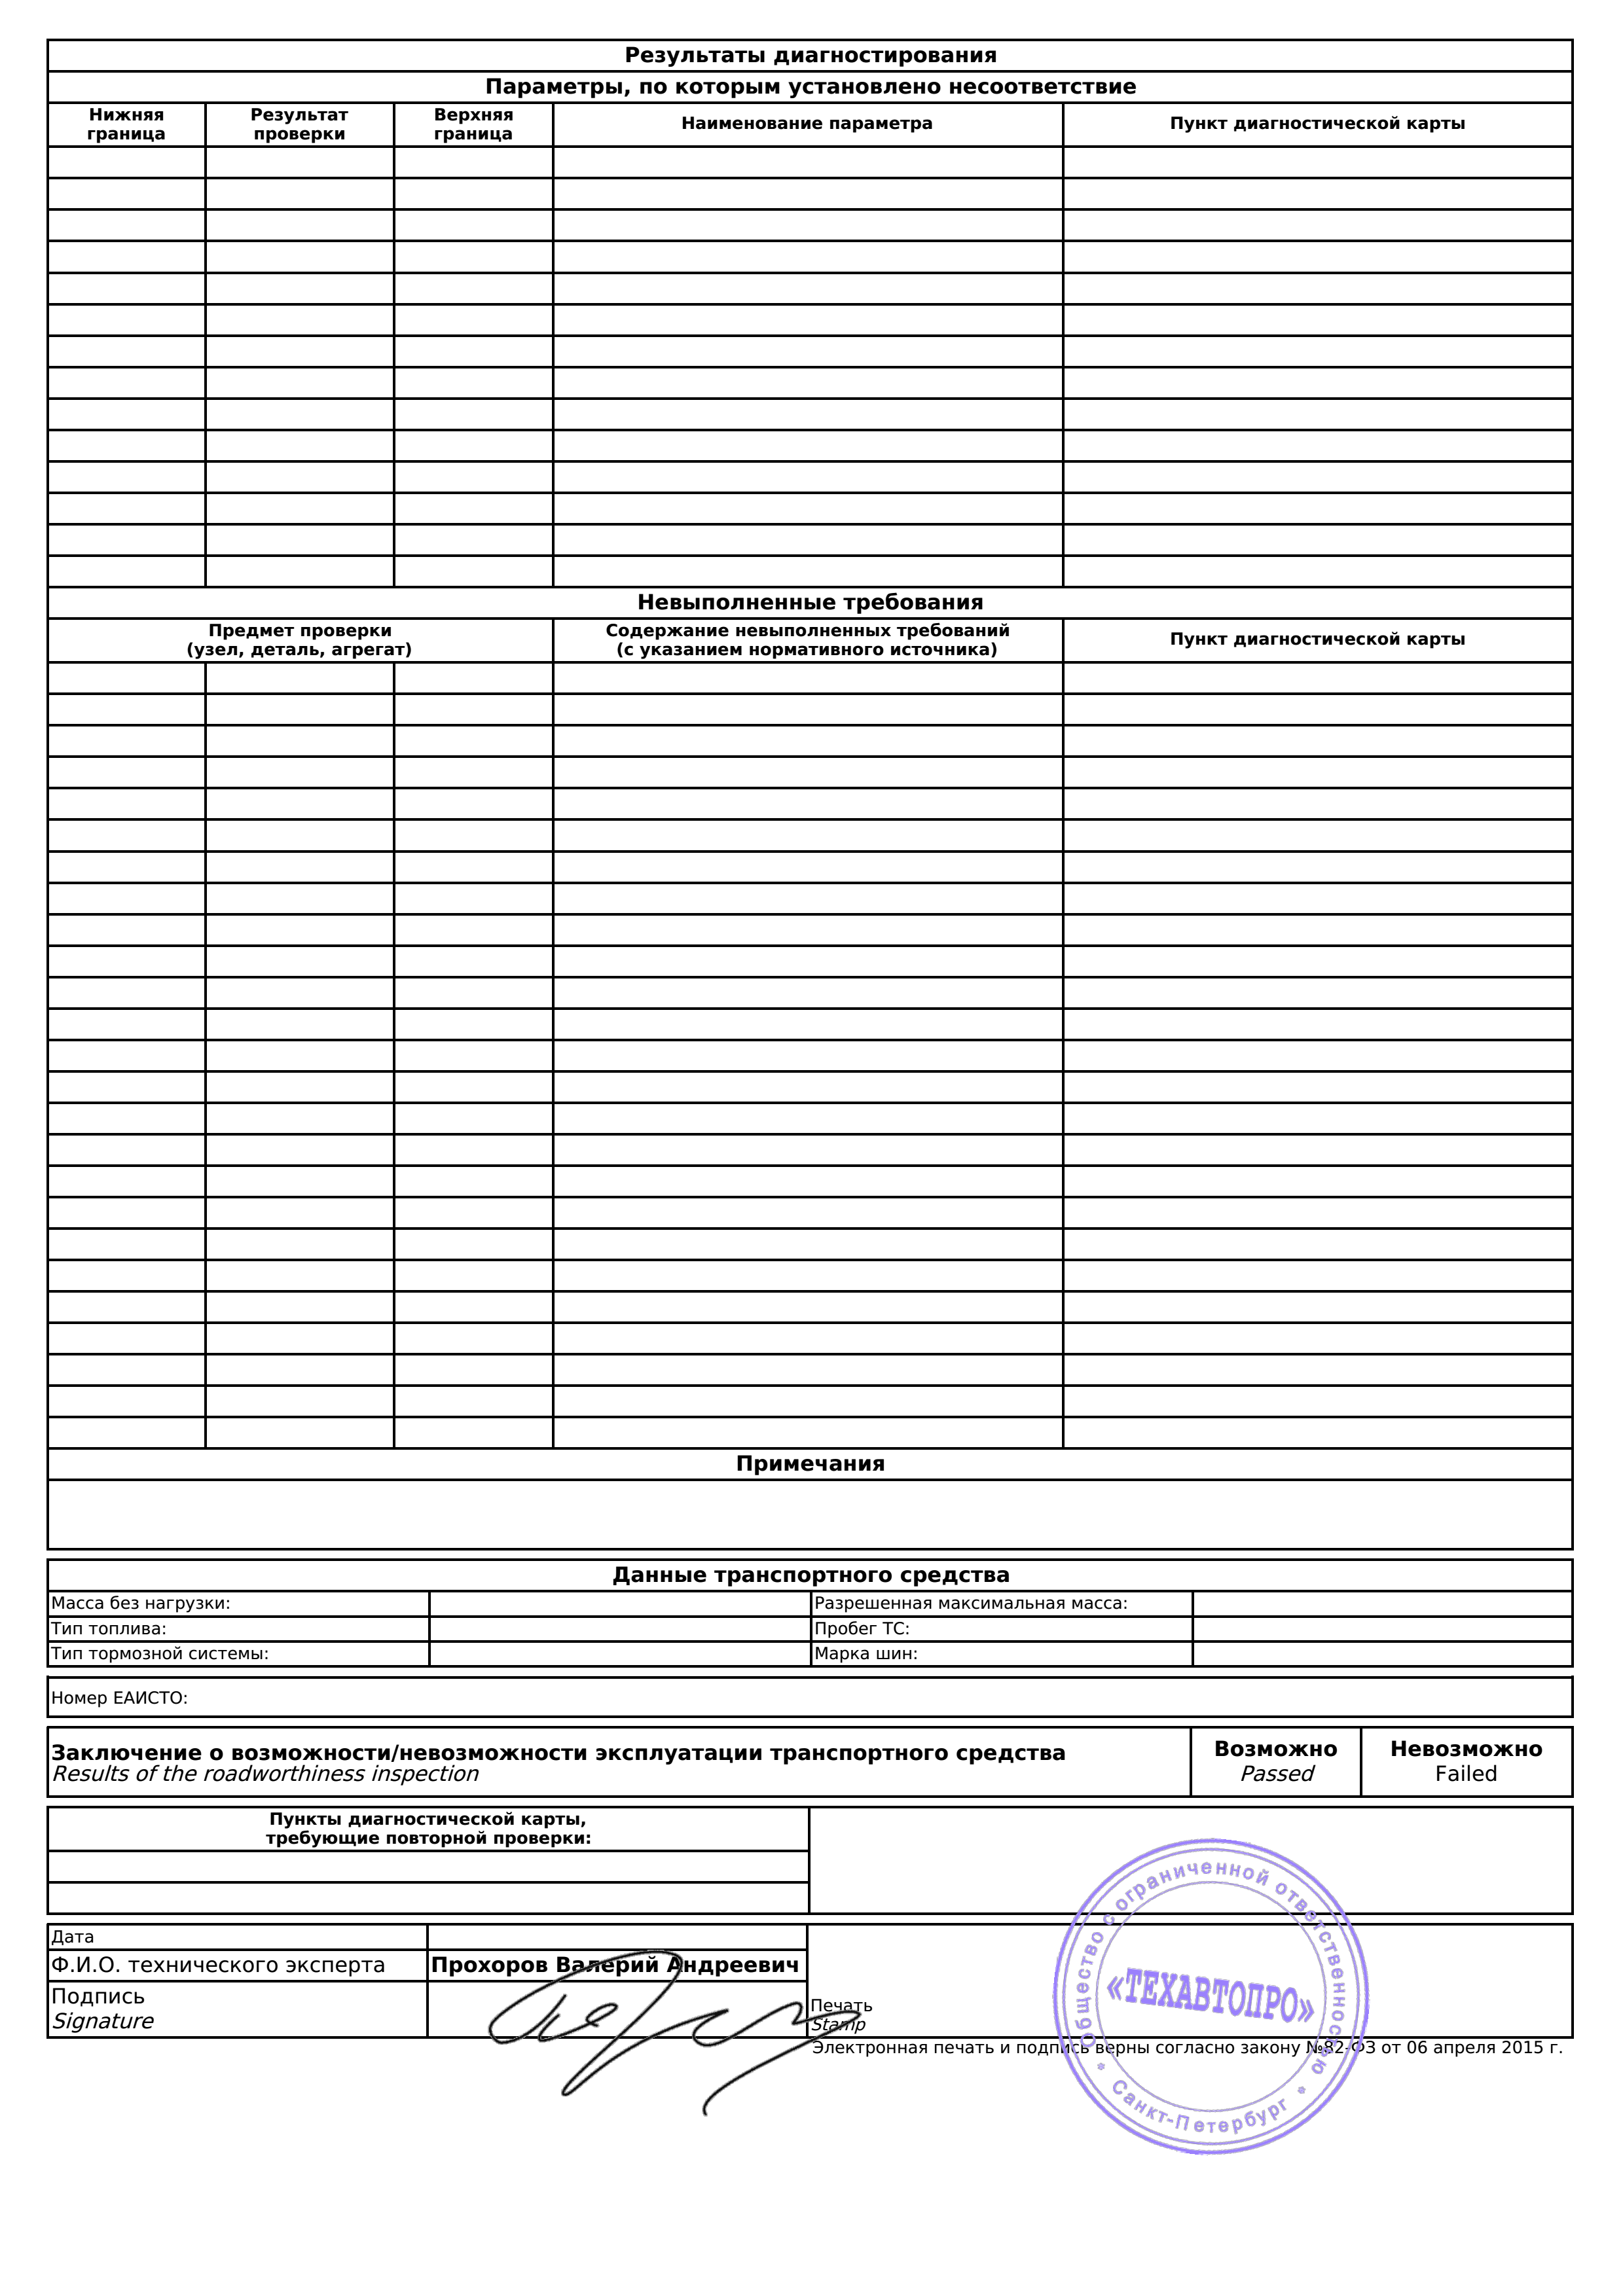 Результаты диагностирования
Параметры, по которым установлено несоответствие
Нижняя граница
Результат проверки
Верхняя граница
Наименование параметра
Пункт диагностической карты
Невыполненные требования
Предмет проверки
(узел, деталь, агрегат)
Содержание невыполненных требований
(с указанием нормативного источника)
Пункт диагностической карты
Примечания
Данные транспортного средства
Масса без нагрузки:
Разрешенная максимальная масса:
Тип топлива:
Пробег ТС:
Тип тормозной системы:
Марка шин:
Номер ЕАИСТО:
Заключение о возможности/невозможности эксплуатации транспортного средства
Results of the roadworthiness inspection
Возможно
Passed
Невозможно
Failed
Пункты диагностической карты,
требующие повторной проверки:
Дата
Ф.И.О. технического эксперта
Прохоров Валерий Андреевич
Подпись
Signature
Печать
Stamp
Электронная печать и подпись верны согласно закону №82-ФЗ от 06 апреля 2015 г.
Общество с ограниченной ответственностью
«ТЕХАВТОПРО»
* Санкт-Петербург *